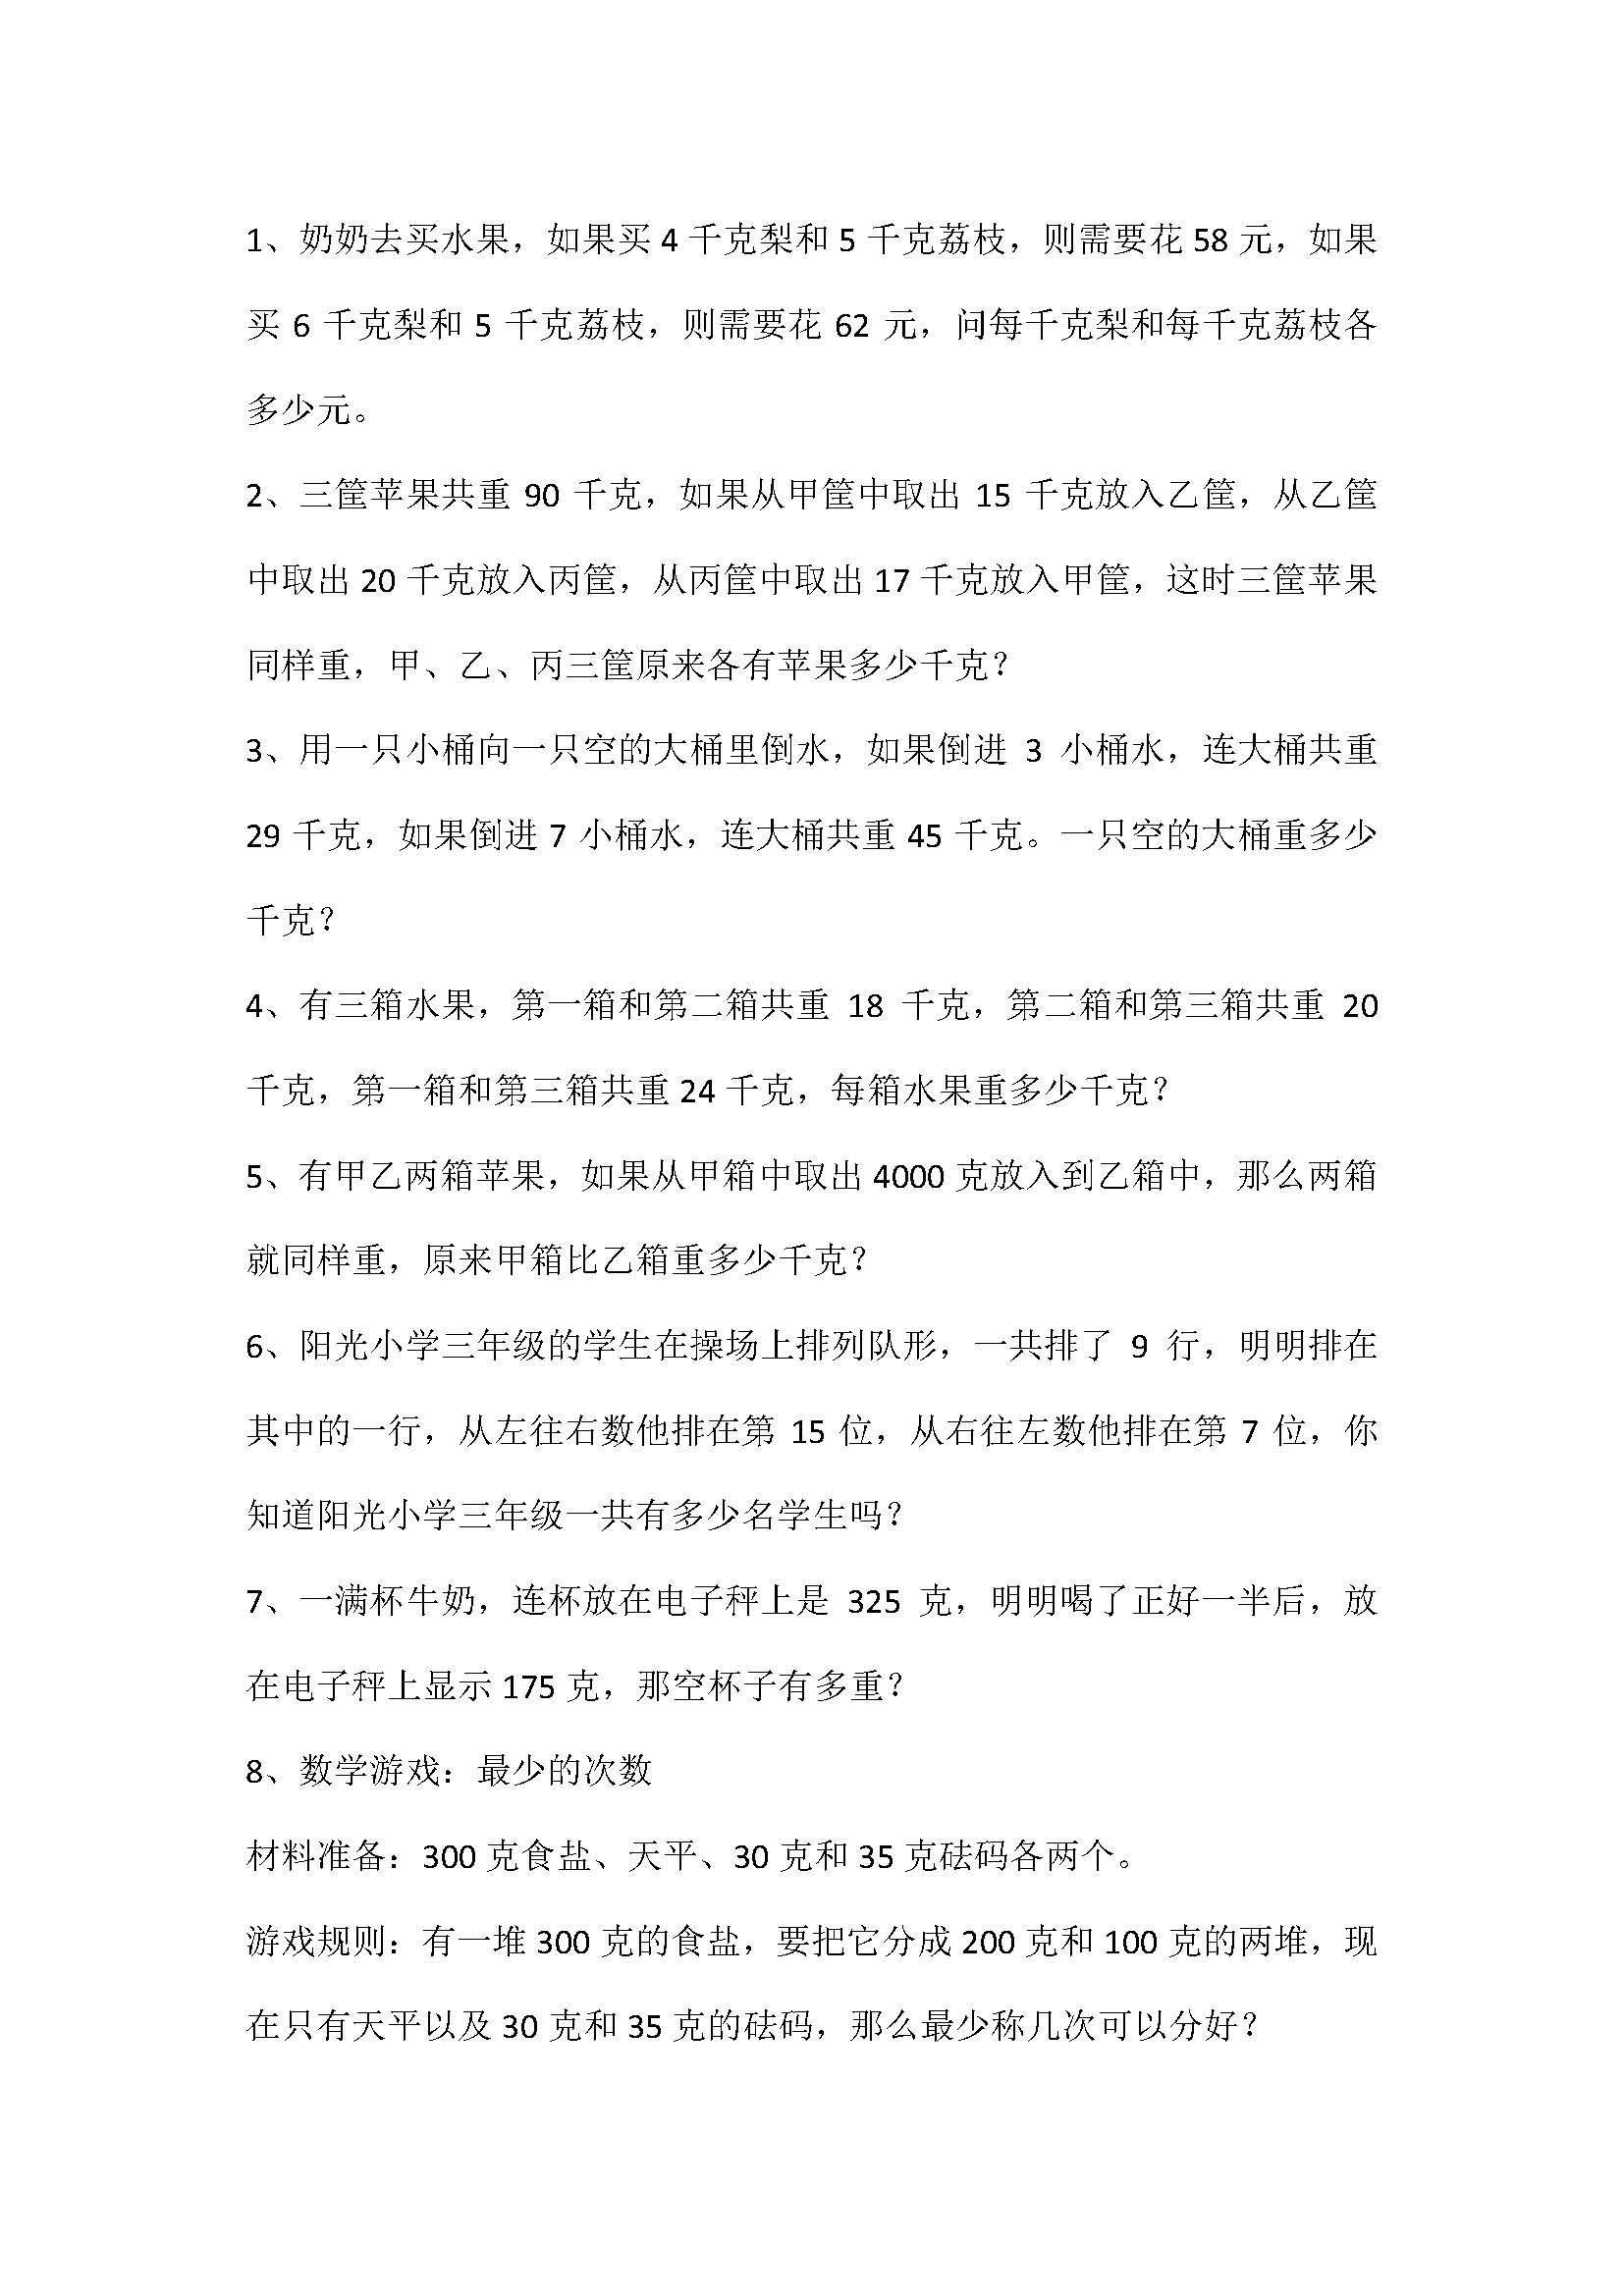 1、奶奶去买水果，如果买 4 千克梨和 5 千克荔枝，则需要花 58 元，如果
买 6 千克梨和 5 千克荔枝，则需要花 62 元，问每千克梨和每千克荔枝各
多少元。
2、三筐苹果共重 90 千克，如果从甲筐中取出 15 千克放入乙筐，从乙筐
中取出 20 千克放入丙筐，从丙筐中取出 17 千克放入甲筐，这时三筐苹果
同样重，甲、乙、丙三筐原来各有苹果多少千克？
3、用一只小桶向一只空的大桶里倒水，如果倒进 3 小桶水，连大桶共重
29 千克，如果倒进 7 小桶水，连大桶共重 45 千克。一只空的大桶重多少
千克？
4、有三箱水果，第一箱和第二箱共重 18 千克，第二箱和第三箱共重 20
千克，第一箱和第三箱共重 24 千克，每箱水果重多少千克？
5、有甲乙两箱苹果，如果从甲箱中取出 4000 克放入到乙箱中，那么两箱
就同样重，原来甲箱比乙箱重多少千克？
6、阳光小学三年级的学生在操场上排列队形，一共排了 9 行，明明排在
其中的一行，从左往右数他排在第 15 位，从右往左数他排在第 7 位，你
知道阳光小学三年级一共有多少名学生吗？
7、一满杯牛奶，连杯放在电子秤上是 325 克，明明喝了正好一半后，放
在电子秤上显示 175 克，那空杯子有多重？
8、数学游戏：最少的次数
材料准备：300 克食盐、天平、30 克和 35 克砝码各两个。
游戏规则：有一堆 300 克的食盐，要把它分成 200 克和 100 克的两堆，现
在只有天平以及 30 克和 35 克的砝码，那么最少称几次可以分好？